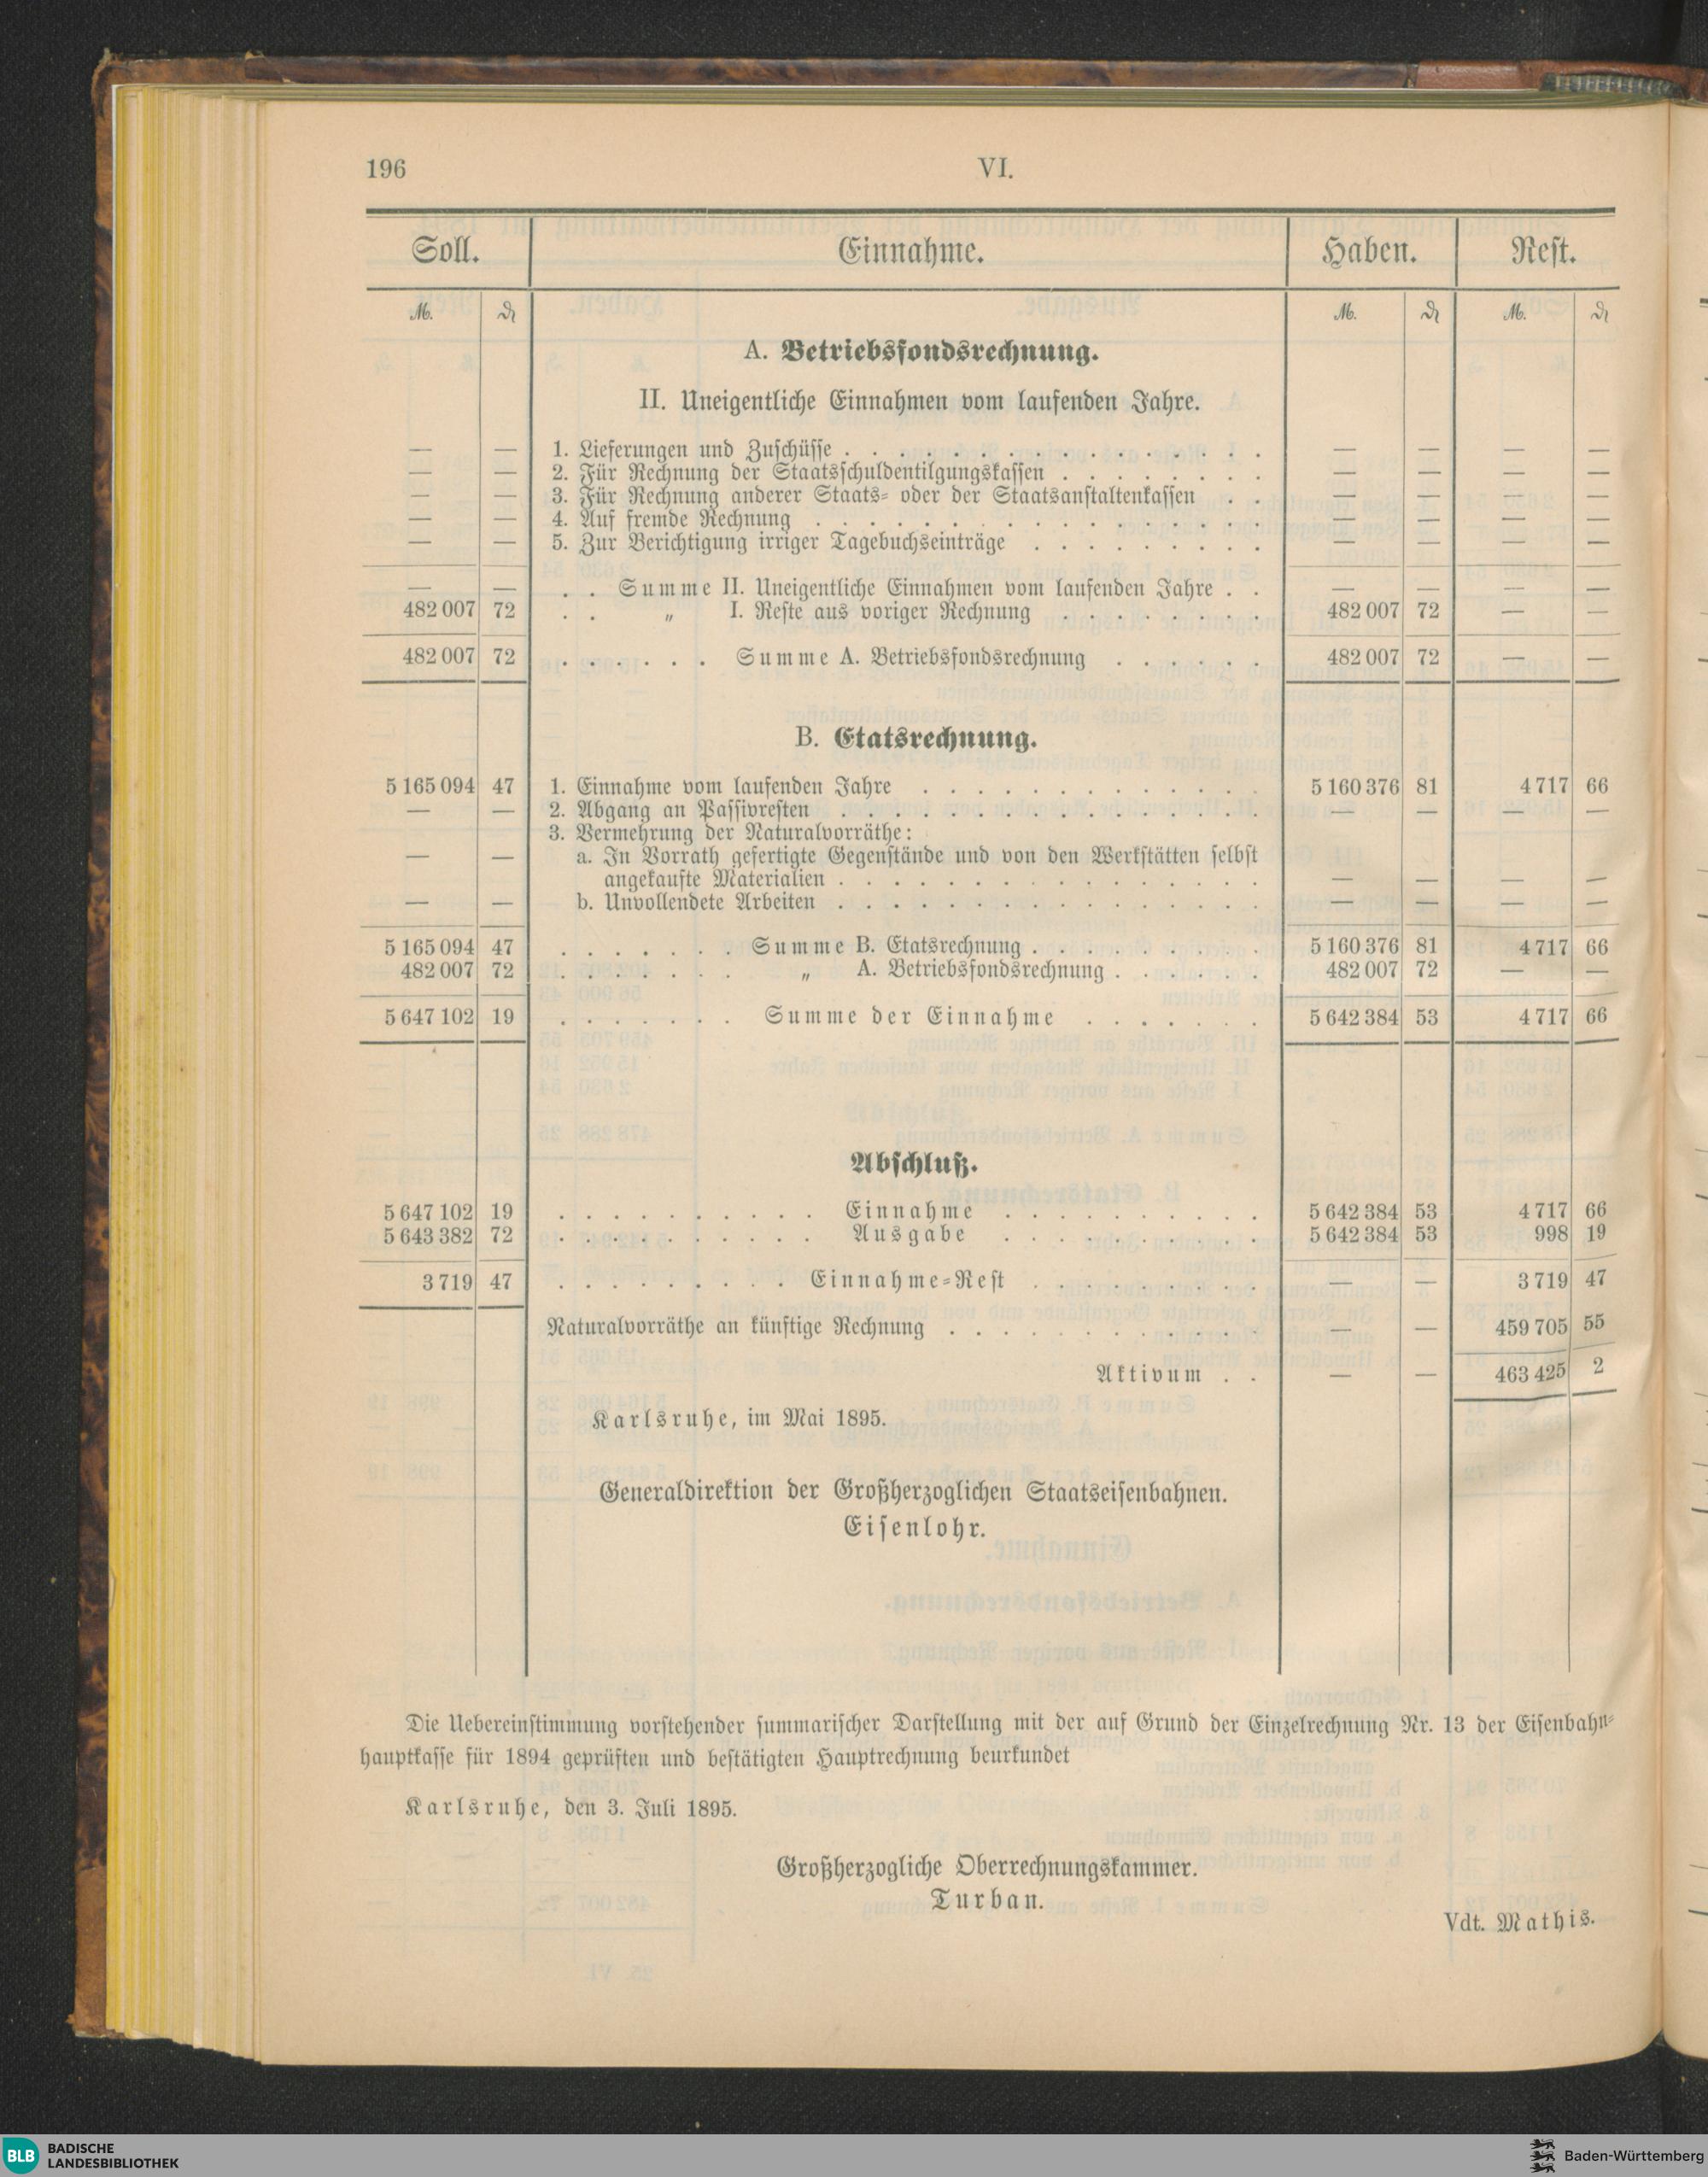 196 VI.
Soll. Einnahme. Haben. Rest.
M. ₰ M. ₰ M. ₰
A. Betriebsfondsrechnung.
II. Uneigentliche Einnahmen vom laufenden Jahre.
— — 1. Lieferungen und Zuschüsse . . . . . . . . . . . . . . . . — — — —
— — 2. Für Rechnung der Staatsschuldentilgungskassen . . . . . . . . — — — —
— — 3. Für Rechnung anderer Staats- oder der Staatsanstaltenkassen . . — — — —
— — 4. Auf fremde Rechnung . . . . . . . . . . . . . . . . . — — — —
— — 5. Zur Berichtigung irriger Tagebuchseinträge . . . . . . . . . — — — —
— — . . Summe II. Uneigentliche Einnahmen vom laufenden Jahre . . — — — —
482 007 72 . . „ I. Reste aus voriger Rechnung . . . . . . . . 482 007 72 — —
482 007 72 . . . . . . Summe A. Betriebsfondsrechnung . . . . . . 482 007 72 — —
B. Etatsrechnung.
5 165 094 47 1. Einnahme vom laufenden Jahre . . . . . . . . . . . . . 5 160 376 81 4 717 66
— — 2. Abgang an Passivresten . . . . . . . . . . . . . . . . — — — —
3. Vermehrung der Naturalvorräthe:
— — a. In Vorrath gefertigte Gegenstände und von den Werkstätten selbst
angekaufte Materialien . . . . . . . . . . . . . . . . — — — —
— — b. Unvollendete Arbeiten . . . . . . . . . . . . . . . . — — — —
5 165 094 47 . . . . . . . Summe B. Etatsrechnung . . . . . . . . . 5 160 376 81 4 717 66
482 007 72 . . . . . . . „ A. Betriebsfondsrechnung . . . . . . 482 007 72 — —
5 647 102 19 . . . . . . . Summe der Einnahme . . . . . . . 5 642 384 53 4 717 66
Abschluß.
5 647 102 19 . . . . . . . . . . Einnahme . . . . . . . . . . 5 642 384 53 4 717 66
5 643 382 72 . . . . . . . . . . Ausgabe . . . . . . . . . . 5 642 384 53 998 19
3 719 47 . . . . . . . . . Einnahme-Rest . . . . . . . . . — — 3 719 47
Naturalvorräthe an künftige Rechnung . . . . . . . . . . . . — — 459 705 55
Aktivum . . — — 463 425 2
Karlsruhe, im Mai 1895.
Generaldirektion der Großherzoglichen Staatseisenbahnen.
Eisenlohr.
Die Uebereinstimmung vorstehender summarischer Darstellung mit der auf Grund der Einzelrechnung Nr. 13 der Eisenbahn-
hauptkasse für 1894 geprüften und bestätigten Hauptrechnung beurkundet
Karlsruhe, den 3. Juli 1895.
Großherzogliche Oberrechnungskammer.
Turban.
Vdt. Mathis.
BLB BADISCHE
LANDESBIBLIOTHEK
Baden-Württemberg